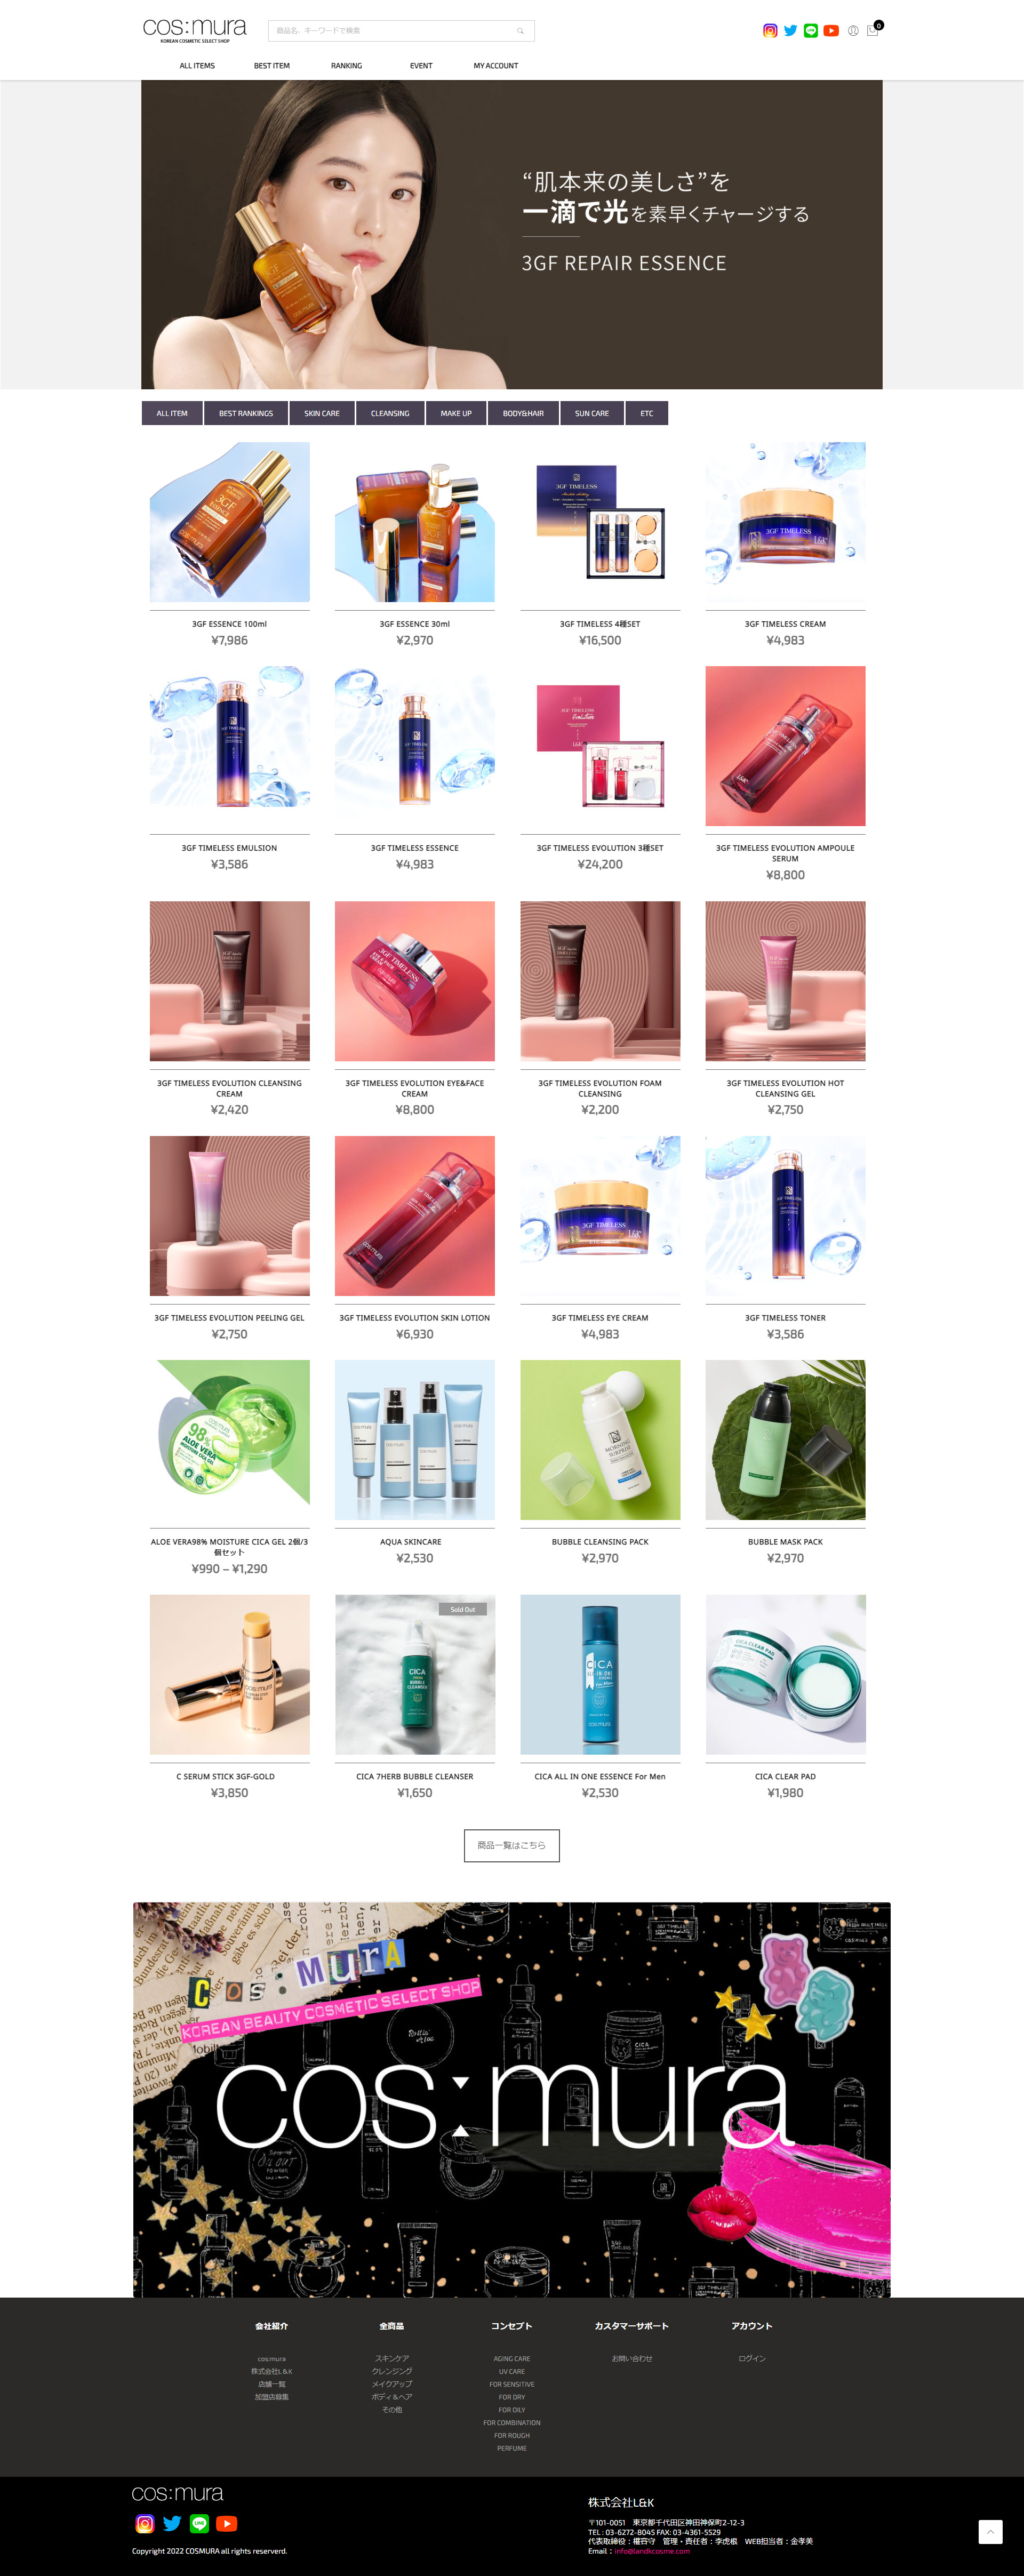 cos:mura
KOREAN COSMETIC SELECT SHOP
商品名、キーワードで検索
0
ALL ITEMS
BEST ITEM
RANKING
EVENT
MY ACCOUNT
“肌本来の美しさ”を
一滴で光を素早くチャージする
3GF REPAIR ESSENCE
ALL ITEM
BEST RANKINGS
SKIN CARE
CLEANSING
MAKE UP
BODY&HAIR
SUN CARE
ETC
3GF ESSENCE 100ml
¥7,986
3GF ESSENCE 30ml
¥2,970
3GF TIMELESS 4種SET
¥16,500
3GF TIMELESS CREAM
¥4,983
3GF TIMELESS EMULSION
¥3,586
3GF TIMELESS ESSENCE
¥4,983
3GF TIMELESS EVOLUTION 3種SET
¥24,200
3GF TIMELESS EVOLUTION AMPOULE
SERUM
¥8,800
3GF TIMELESS EVOLUTION CLEANSING
CREAM
¥2,420
3GF TIMELESS EVOLUTION EYE&FACE
CREAM
¥8,800
3GF TIMELESS EVOLUTION FOAM
CLEANSING
¥2,200
3GF TIMELESS EVOLUTION HOT
CLEANSING GEL
¥2,750
3GF TIMELESS EVOLUTION PEELING GEL
¥2,750
3GF TIMELESS EVOLUTION SKIN LOTION
¥6,930
3GF TIMELESS EYE CREAM
¥4,983
3GF TIMELESS TONER
¥3,586
ALOE VERA98% MOISTURE CICA GEL 2個/3
個セット
¥990 – ¥1,290
AQUA SKINCARE
¥2,530
BUBBLE CLEANSING PACK
¥2,970
BUBBLE MASK PACK
¥2,970
C SERUM STICK 3GF-GOLD
¥3,850
Sold Out
CICA 7HERB BUBBLE CLEANSER
¥1,650
CICA ALL IN ONE ESSENCE For Men
¥2,530
CICA CLEAR PAD
¥1,980
商品一覧はこちら
Cos MurA
KOREAN BEAUTY COSMETIC SELECT SHOP
cos:mura
会社紹介
cos:mura
株式会社L＆K
店舗一覧
加盟店募集
全商品
スキンケア
クレンジング
メイクアップ
ボディ＆ヘア
その他
コンセプト
AGING CARE
UV CARE
FOR SENSITIVE
FOR DRY
FOR OILY
FOR COMBINATION
FOR ROUGH
PERFUME
カスタマーサポート
お問い合わせ
アカウント
ログイン
cos:mura
Copyright 2022 COSMURA all rights reserverd.
株式会社L&K
〒101-0051　東京都千代田区神田神保町2-12-3
TEL : 03-6272-8045 FAX: 03-4361-5529
代表取締役：権容守　管理・責任者：李虎根　WEB担当者：金孝美
Email：info@landkcosme.com